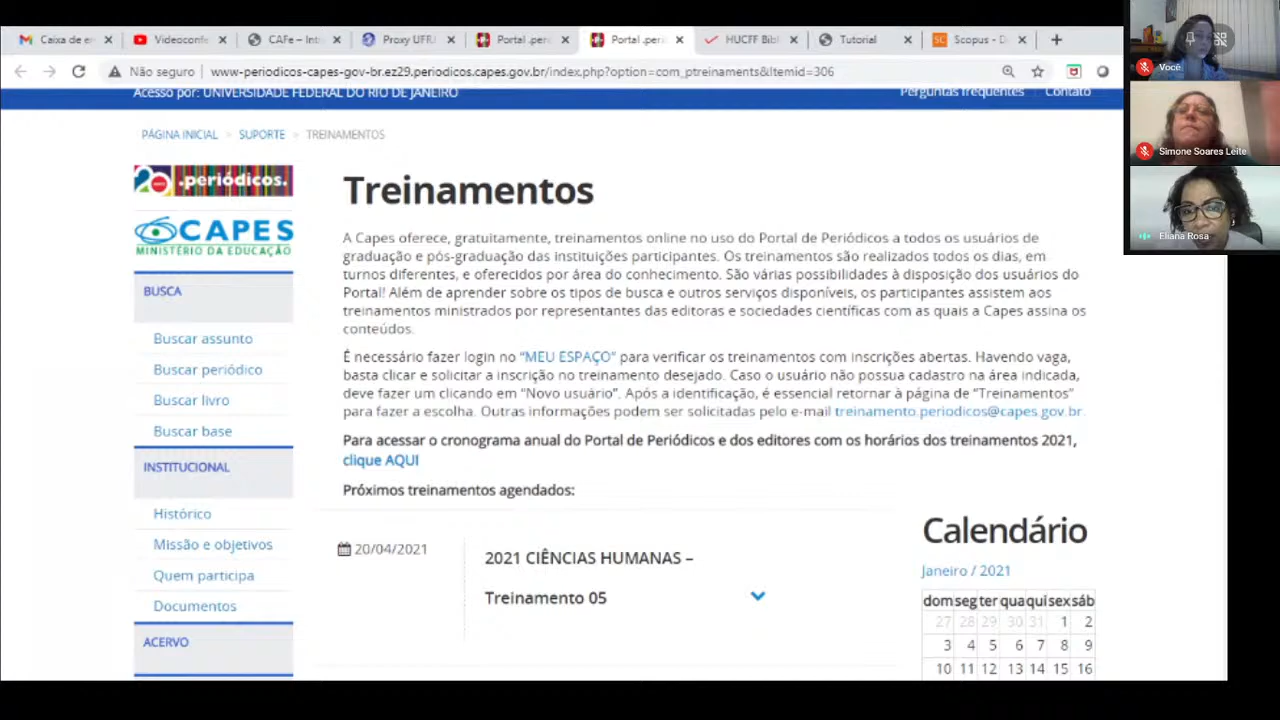 Caixa de e
Videoconfe
CAFe – Intr
Proxy UFRJ
Portal .peri
Portal .peri
HUCFF Bibl
Tutorial
Scopus - D
Não seguro | www-periodicos-capes-gov-br.ez29.periodicos.capes.gov.br/index.php?option=com_ptreinaments&Itemid=306
Você
Simone Soares Leite
Eliana Rosa
Acesso por: UNIVERSIDADE FEDERAL DO RIO DE JANEIRO
Perguntas frequentes
Contato
PÁGINA INICIAL > SUPORTE > TREINAMENTOS
20 anos .periódicos.
CAPES
MINISTÉRIO DA EDUCAÇÃO
BUSCA
Buscar assunto
Buscar periódico
Buscar livro
Buscar base
INSTITUCIONAL
Histórico
Missão e objetivos
Quem participa
Documentos
ACERVO
Treinamentos
A Capes oferece, gratuitamente, treinamentos online no uso do Portal de Periódicos a todos os usuários de
graduação e pós-graduação das instituições participantes. Os treinamentos são realizados todos os dias, em
turnos diferentes, e oferecidos por área do conhecimento. São várias possibilidades à disposição dos usuários do
Portal! Além de aprender sobre os tipos de busca e outros serviços disponíveis, os participantes assistem aos
treinamentos ministrados por representantes das editoras e sociedades científicas com as quais a Capes assina os
conteúdos.
É necessário fazer login no “MEU ESPAÇO” para verificar os treinamentos com inscrições abertas. Havendo vaga,
basta clicar e solicitar a inscrição no treinamento desejado. Caso o usuário não possua cadastro na área indicada,
deve fazer um clicando em “Novo usuário”. Após a identificação, é essencial retornar à página de “Treinamentos”
para fazer a escolha. Outras informações podem ser solicitadas pelo e-mail treinamento.periodicos@capes.gov.br.
Para acessar o cronograma anual do Portal de Periódicos e dos editores com os horários dos treinamentos 2021,
clique AQUI
Próximos treinamentos agendados:
20/04/2021
2021 CIÊNCIAS HUMANAS –
Treinamento 05
Calendário
Janeiro / 2021
dom seg ter qua qui sex sáb
27 28 29 30 31 1 2
3 4 5 6 7 8 9
10 11 12 13 14 15 16